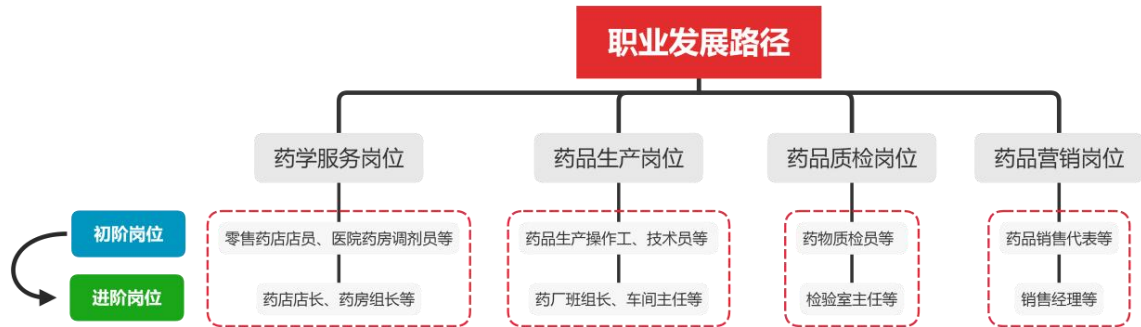 职业发展路径
药学服务岗位
药品生产岗位
药品质检岗位
药品营销岗位
初阶岗位
零售药店店员、医院药房调剂员等
药品生产操作工、技术员等
药物质检员等
药品销售代表等
进阶岗位
药店店长、药房组长等
药厂班组长、车间主任等
检验室主任等
销售经理等